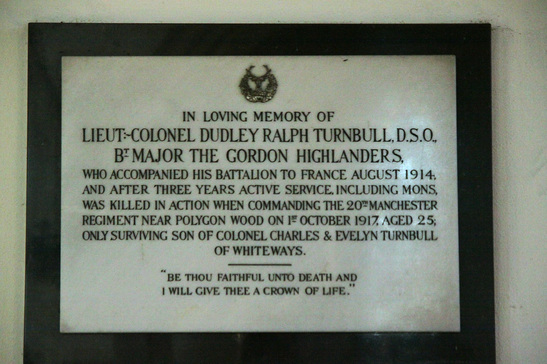 IN LOVING MEMORY OF
LIEUT:-COLONEL DUDLEY RALPH TURNBULL, D.S.O.,
BT MAJOR THE GORDON HIGHLANDERS,
WHO ACCOMPANIED HIS BATTALION TO FRANCE AUGUST 1914,
AND AFTER THREE YEARS ACTIVE SERVICE, INCLUDING MONS,
WAS KILLED IN ACTION WHEN COMMANDING THE 20TH MANCHESTER
REGIMENT NEAR POLYGON WOOD ON 1ST OCTOBER 1917, AGED 25,
ONLY SURVIVING SON OF COLONEL CHARLES & EVELYN TURNBULL
OF WHITEWAYS.
"BE THOU FAITHFUL UNTO DEATH AND
I WILL GIVE THEE A CROWN OF LIFE."